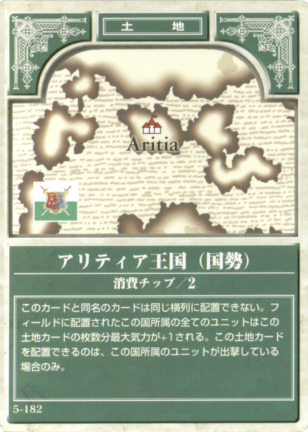 土地
Aritia
アリティア王国（国勢）
消費チップ／2
このカードと同名のカードは同じ横列に配置できない。フ
ィールドに配置されたこの国所属の全てのユニットはこの
土地カードの枚数分最大気力が+1される。この土地カード
を配置できるのは、この国所属のユニットが出撃している
場合のみ。
5-182